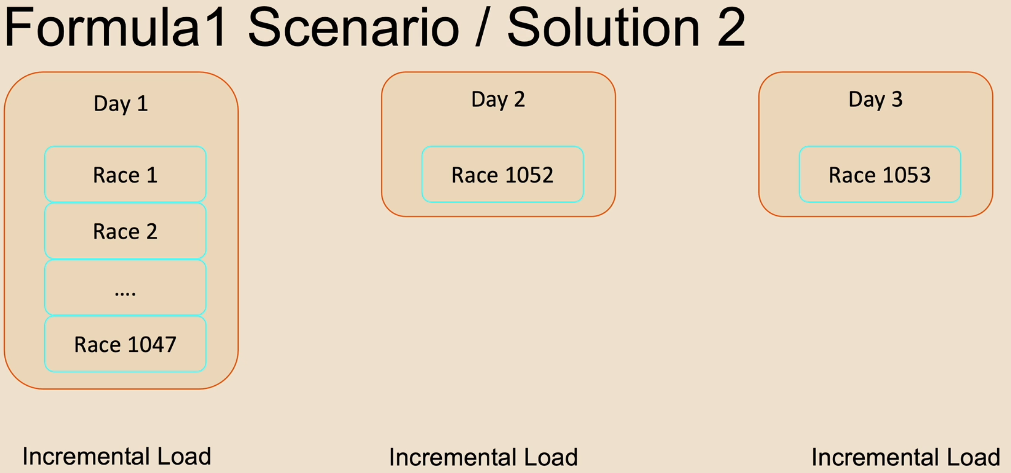 Formula1 Scenario / Solution 2
Day 1
Race 1
Race 2
....
Race 1047
Day 2
Race 1052
Day 3
Race 1053
Incremental Load
Incremental Load
Incremental Load